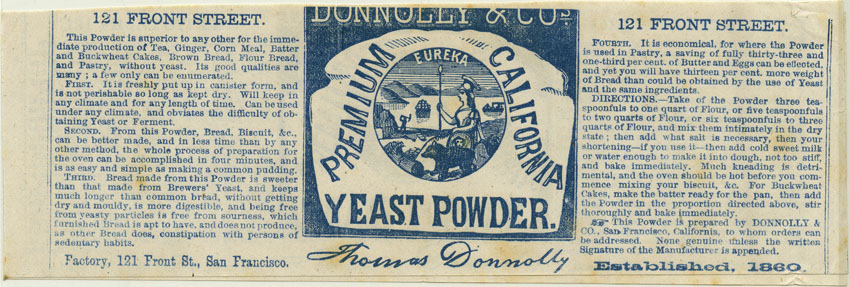 121 FRONT STREET.
This Powder is superior to any other for the imme-
diate production of Tea, Ginger, Corn Meal, Batter
and Buckwheat Cakes, Brown Bread, Flour Bread,
and Pastry, without yeast. Its good qualities are
many; a few only can be enumerated.
FIRST. It is freshly put up in canister form, and
is not perishable so long as kept dry. Will keep in
any climate and for any length of time. Can be used
under any climate, and obviates the difficulty of ob-
taining Yeast or Ferment.
SECOND. From this Powder, Bread, Biscuit, &c.,
can be better made, and in less time than by any
other method, the whole process of preparation for
the oven can be accomplished in four minutes, and
is as easy and simple as making a common pudding.
THIRD. Bread made from this Powder is sweeter
than that made from Brewers' Yeast, and keeps
much longer than common bread, without getting
dry and mouldy, is more digestible, and being free
from yeasty particles is free from sourness, which
furnished Bread is apt to have, and does not produce,
as other Bread does, constipation with persons of
sedentary habits.
Factory, 121 Front St., San Francisco.
DONNOLLY & CO'S
PREMIUM CALIFORNIA
EUREKA
YEAST POWDER.
Thomas Donnolly
121 FRONT STREET.
FOURTH. It is economical, for where the Powder
is used in Pastry, a saving of fully thirty-three and
one-third per cent. of Butter and Eggs can be effected,
and yet you will have thirteen per cent. more weight
of Bread than could be obtained by the use of Yeast
and the same ingredients.
DIRECTIONS.—Take of the Powder three tea-
spoonfuls to one quart of Flour, or five teaspoonfuls
to two quarts of Flour, or six teaspoonfuls to three
quarts of Flour, and mix them intimately in the dry
state; then add what salt is necessary, then your
shortening—if you use it—then add cold sweet milk
or water enough to make it into dough, not too stiff,
and bake immediately. Much kneading is detri-
mental, and the oven should be hot before you com-
mence mixing your biscuit, &c. For Buckwheat
Cakes, make the batter ready for the pan, then add
the Powder in the proportion directed above, stir
thoroughly and bake immediately.
☞ This Powder is prepared by DONNOLLY &
CO., San Francisco, California, to whom orders can
be addressed. None genuine unless the written
Signature of the Manufacturer is appended.
Established, 1860.